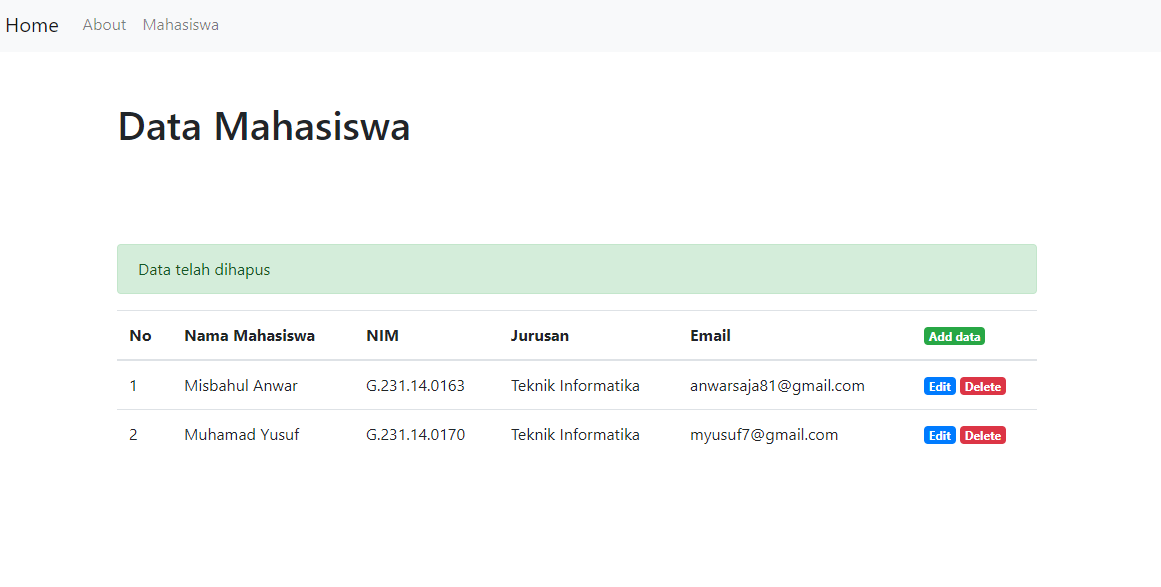 Home About Mahasiswa
Data Mahasiswa
Data telah dihapus
No Nama Mahasiswa NIM Jurusan Email Add data
1 Misbahul Anwar G.231.14.0163 Teknik Informatika anwarsaja81@gmail.com Edit Delete
2 Muhamad Yusuf G.231.14.0170 Teknik Informatika myusuf7@gmail.com Edit Delete